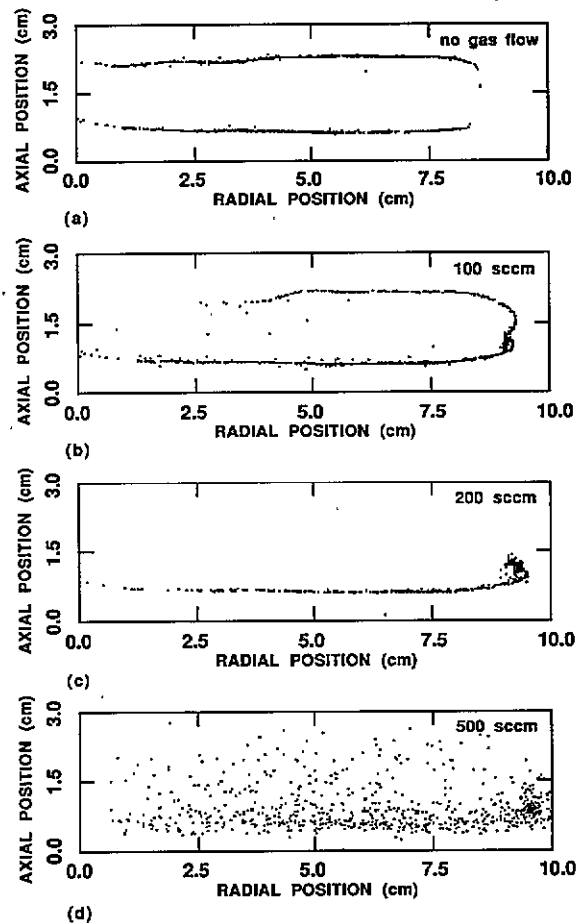 3.0
no gas flow
AXIAL POSITION (cm)
1.5
0.0
0.0 2.5 5.0 7.5 10.0
RADIAL POSITION (cm)
(a)
3.0
100 sccm
AXIAL POSITION (cm)
1.5
0.0
0.0 2.5 5.0 7.5 10.0
RADIAL POSITION (cm)
(b)
3.0
200 sccm
AXIAL POSITION (cm)
1.5
0.0
0.0 2.5 5.0 7.5 10.0
RADIAL POSITION (cm)
(c)
3.0
500 sccm
AXIAL POSITION (cm)
1.5
0.0
0.0 2.5 5.0 7.5 10.0
RADIAL POSITION (cm)
(d)